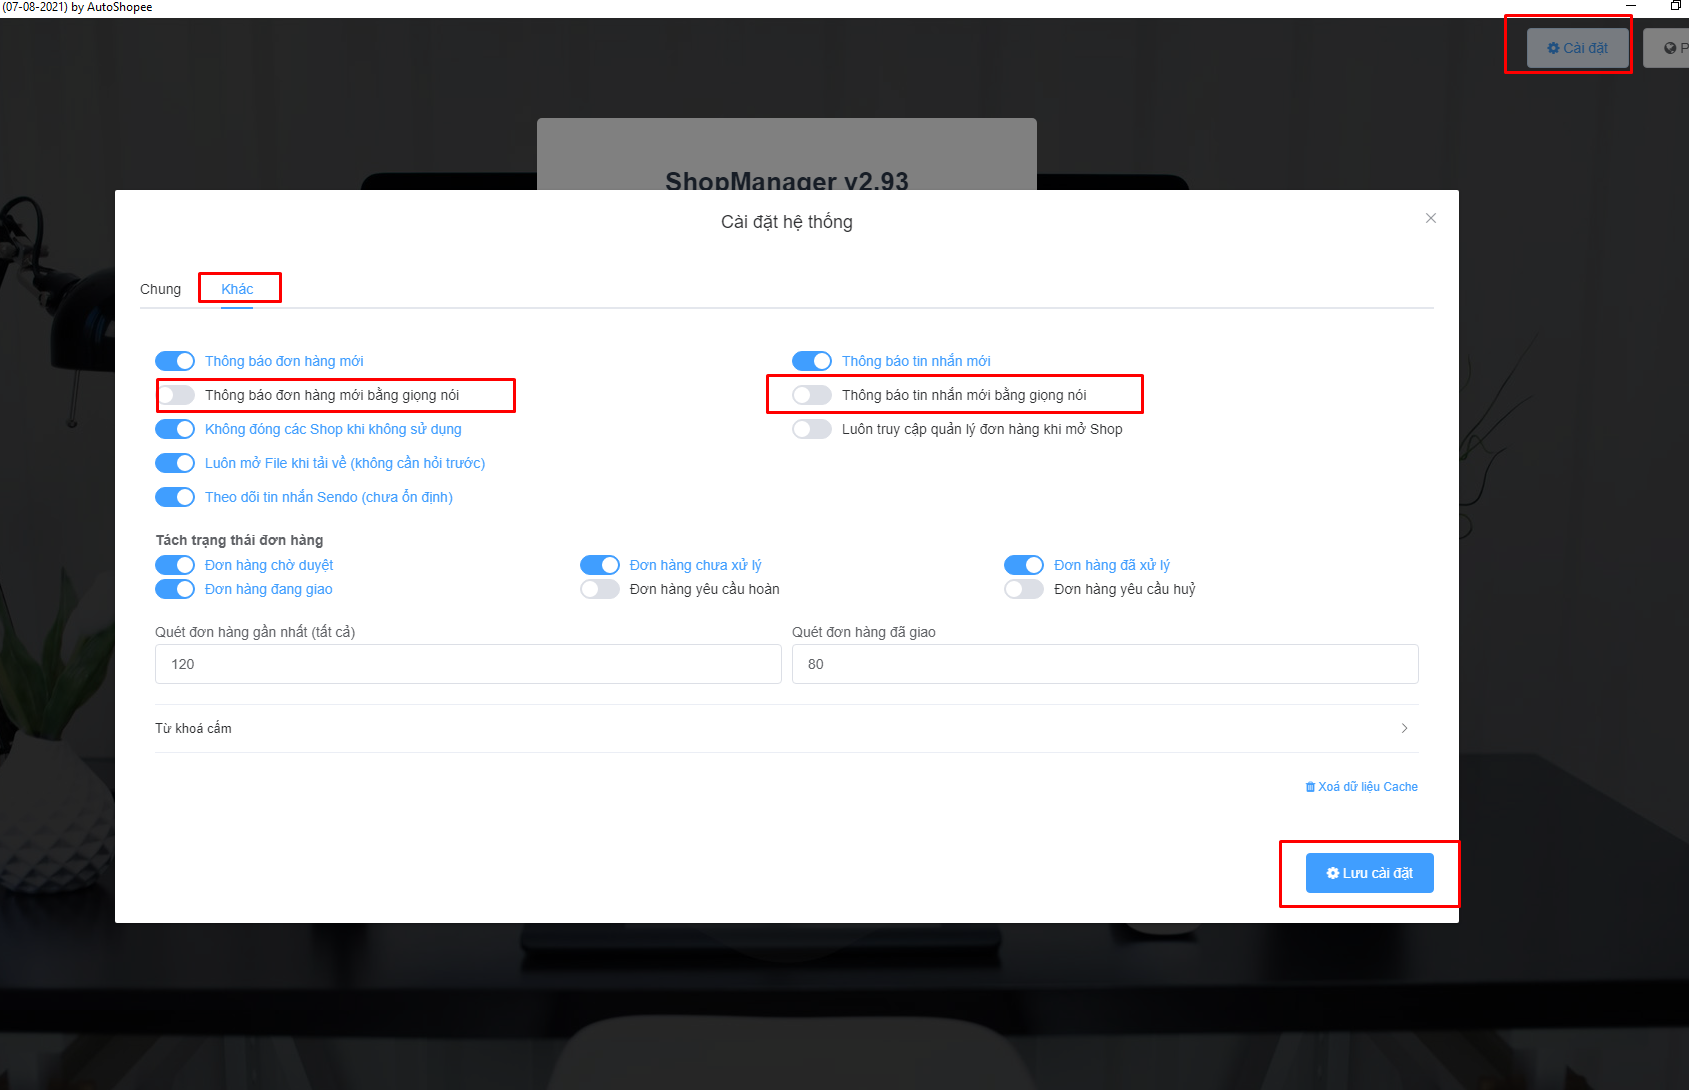 (07-08-2021) by AutoShopee
Cài đặt
P
ShopManager v2.93
Cài đặt hệ thống
Chung
Khác
Thông báo đơn hàng mới
Thông báo tin nhắn mới
Thông báo đơn hàng mới bằng giọng nói
Thông báo tin nhắn mới bằng giọng nói
Không đóng các Shop khi không sử dụng
Luôn truy cập quản lý đơn hàng khi mở Shop
Luôn mở File khi tải về (không cần hỏi trước)
Theo dõi tin nhắn Sendo (chưa ổn định)
Tách trạng thái đơn hàng
Đơn hàng chờ duyệt
Đơn hàng chưa xử lý
Đơn hàng đã xử lý
Đơn hàng đang giao
Đơn hàng yêu cầu hoàn
Đơn hàng yêu cầu huỷ
Quét đơn hàng gần nhất (tất cả)
Quét đơn hàng đã giao
120
80
Từ khoá cấm
Xoá dữ liệu Cache
Lưu cài đặt